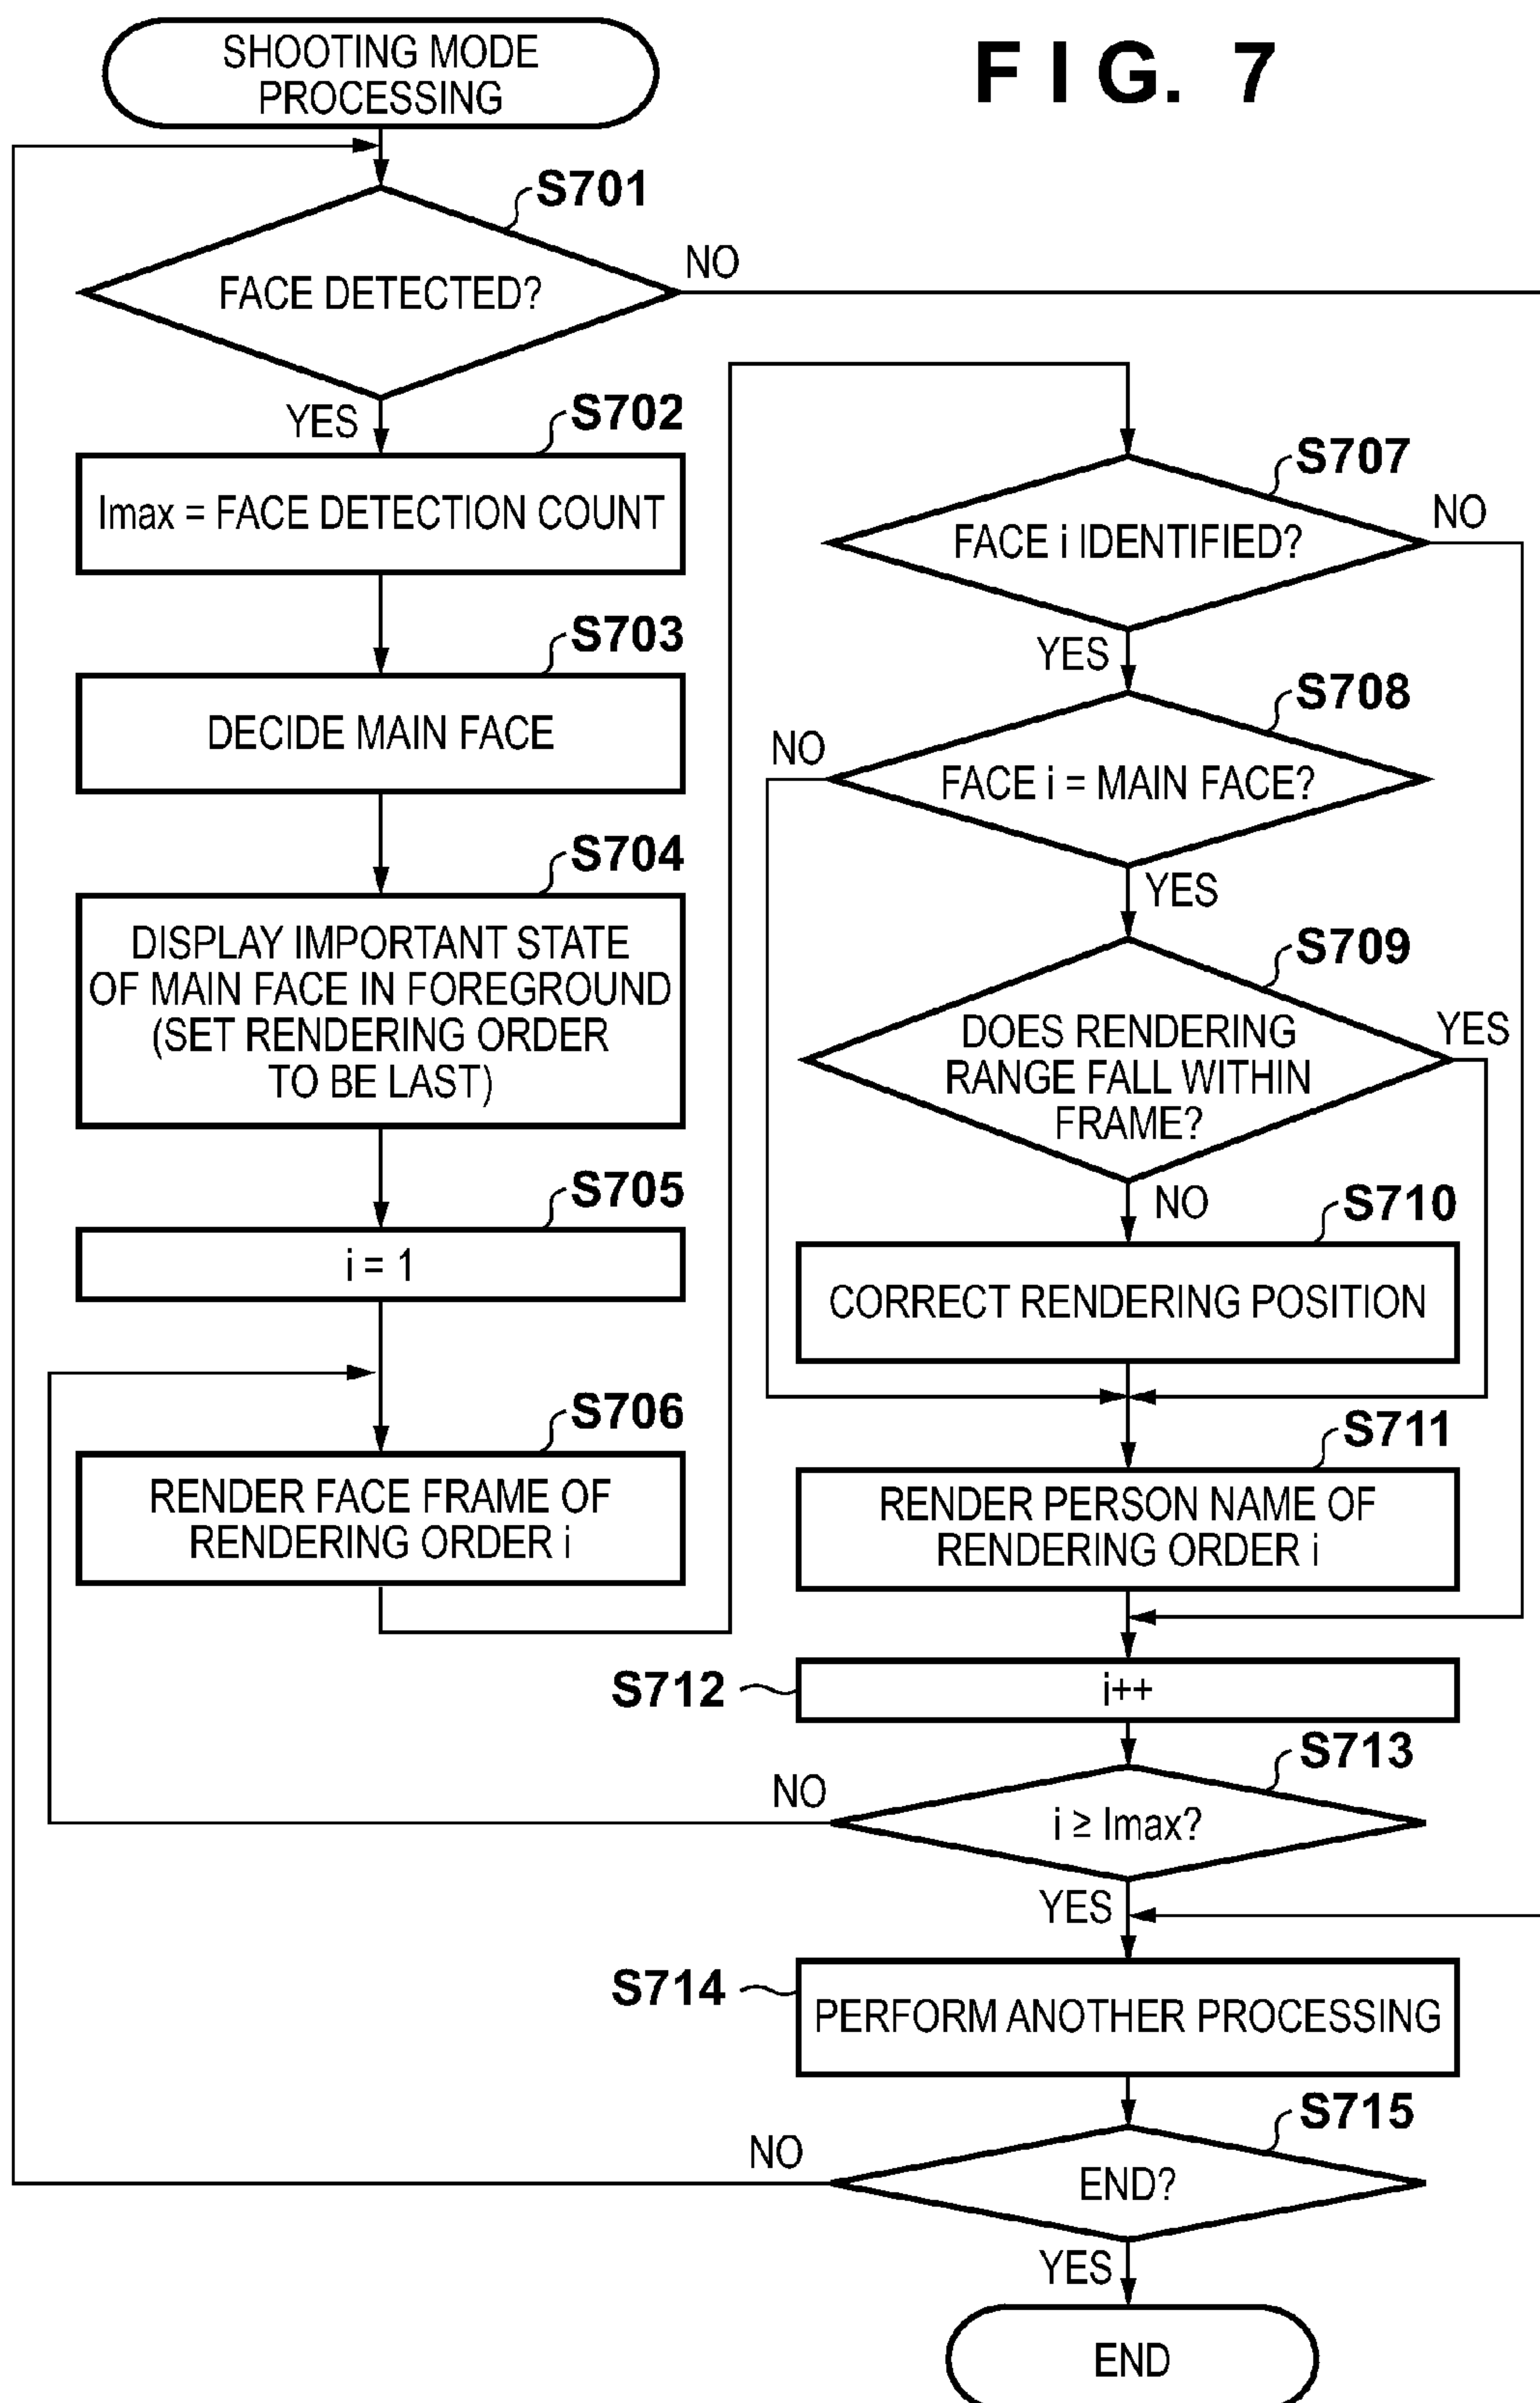 SHOOTING MODE
PROCESSING
F I G. 7
S701
FACE DETECTED?
NO
YES
S702
Imax = FACE DETECTION COUNT
S703
DECIDE MAIN FACE
S704
DISPLAY IMPORTANT STATE
OF MAIN FACE IN FOREGROUND
(SET RENDERING ORDER
TO BE LAST)
S705
i = 1
S706
RENDER FACE FRAME OF
RENDERING ORDER i
S707
FACE i IDENTIFIED?
NO
YES
S708
NO
FACE i = MAIN FACE?
YES
S709
DOES RENDERING
RANGE FALL WITHIN
FRAME?
YES
NO
S710
CORRECT RENDERING POSITION
S711
RENDER PERSON NAME OF
RENDERING ORDER i
S712
i++
S713
NO
i ≥ Imax?
YES
S714
PERFORM ANOTHER PROCESSING
S715
NO
END?
YES
END